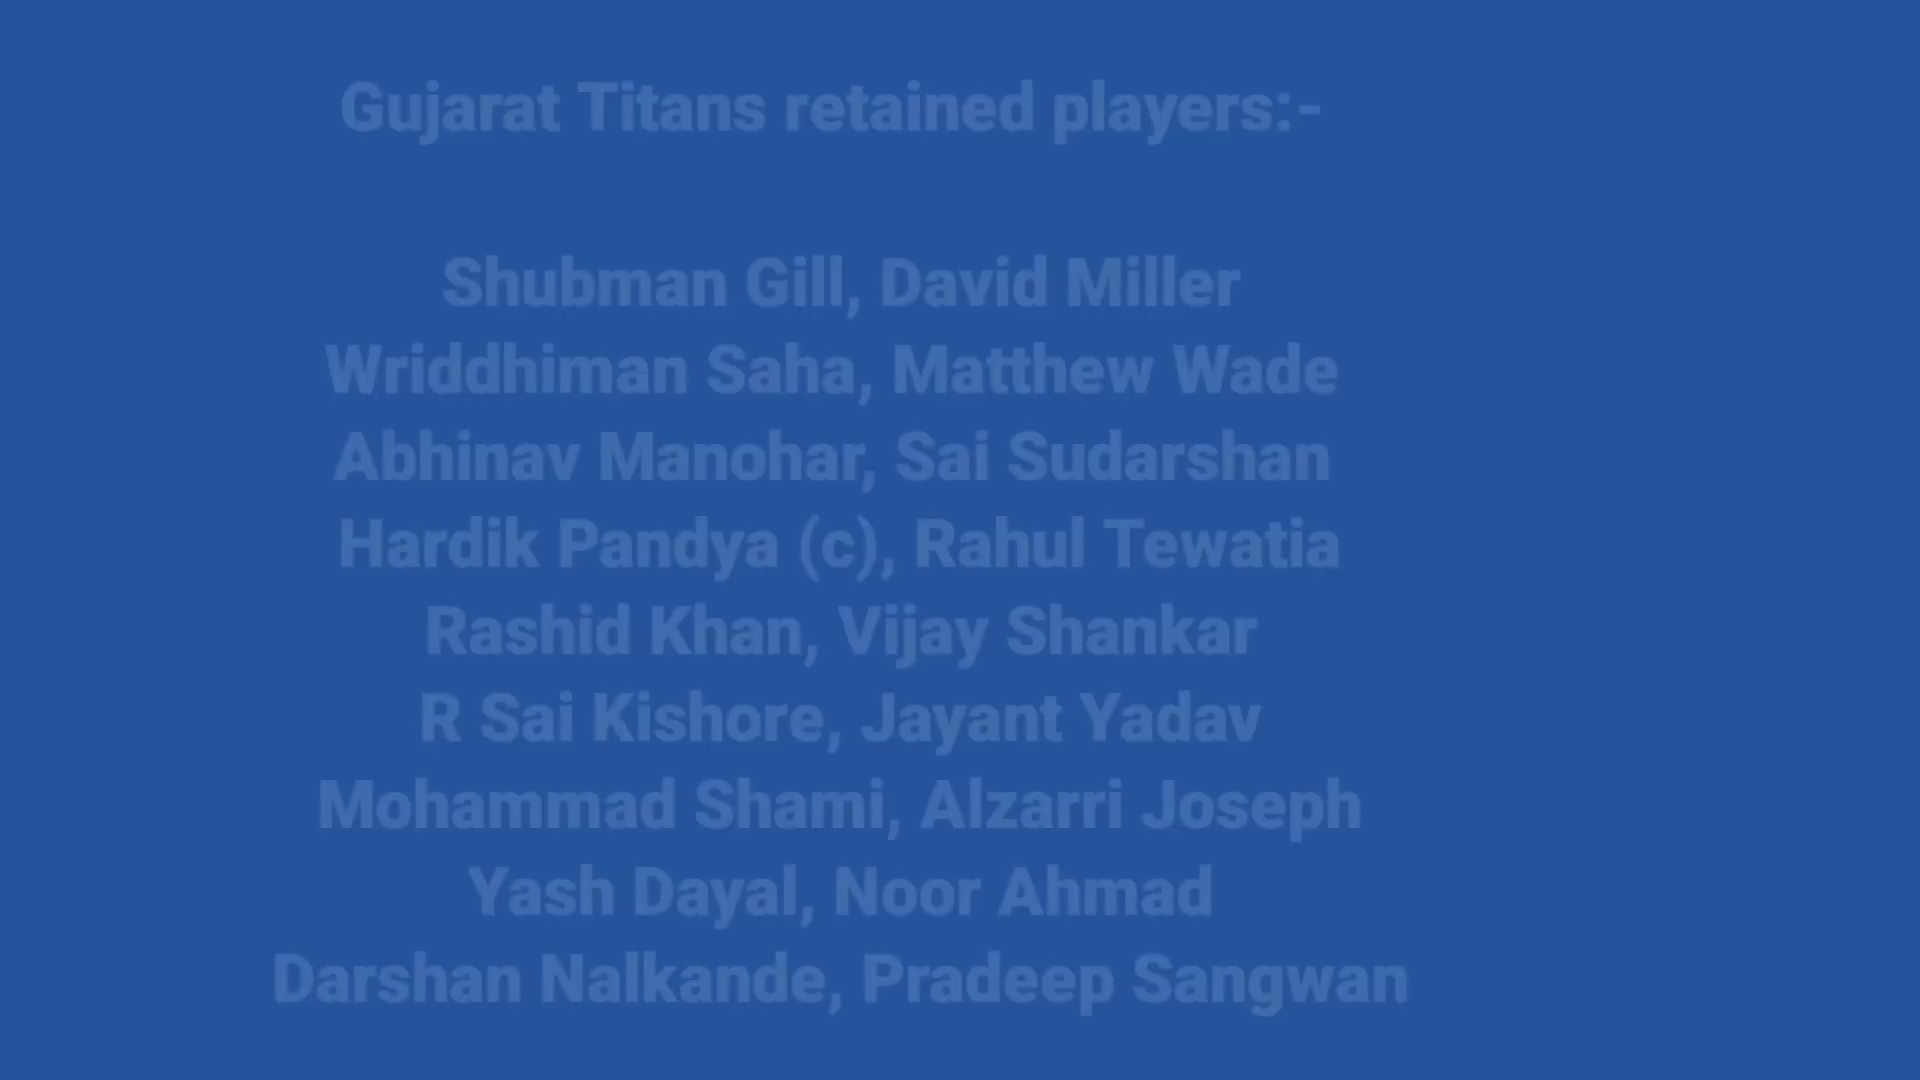 Gujarat Titans retained players:-
Shubman Gill, David Miller
Wriddhiman Saha, Matthew Wade
Abhinav Manohar, Sai Sudarshan
Hardik Pandya (c), Rahul Tewatia
Rashid Khan, Vijay Shankar
R Sai Kishore, Jayant Yadav
Mohammad Shami, Alzarri Joseph
Yash Dayal, Noor Ahmad
Darshan Nalkande, Pradeep Sangwan